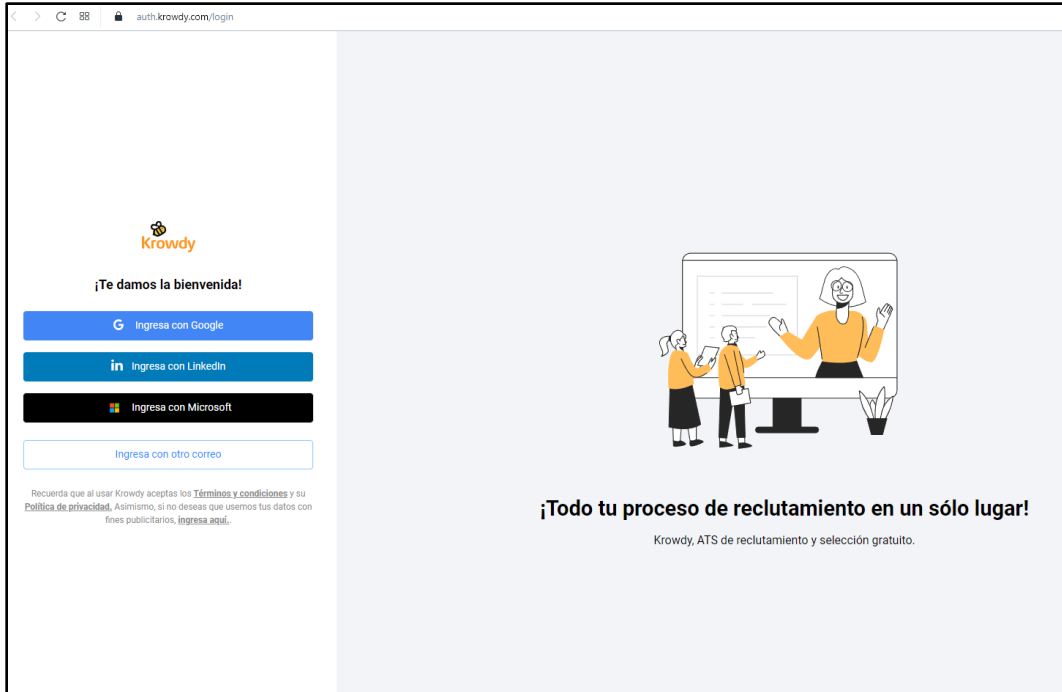 auth.krowdy.com/login
Krowdy
¡Te damos la bienvenida!
G Ingresa con Google
in Ingresa con LinkedIn
Ingresa con Microsoft
Ingresa con otro correo
Recuerda que al usar Krowdy aceptas los Términos y condiciones y su
Política de privacidad. Asimismo, si no deseas que usemos tus datos con
fines publicitarios, ingresa aquí..
¡Todo tu proceso de reclutamiento en un sólo lugar!
Krowdy, ATS de reclutamiento y selección gratuito.